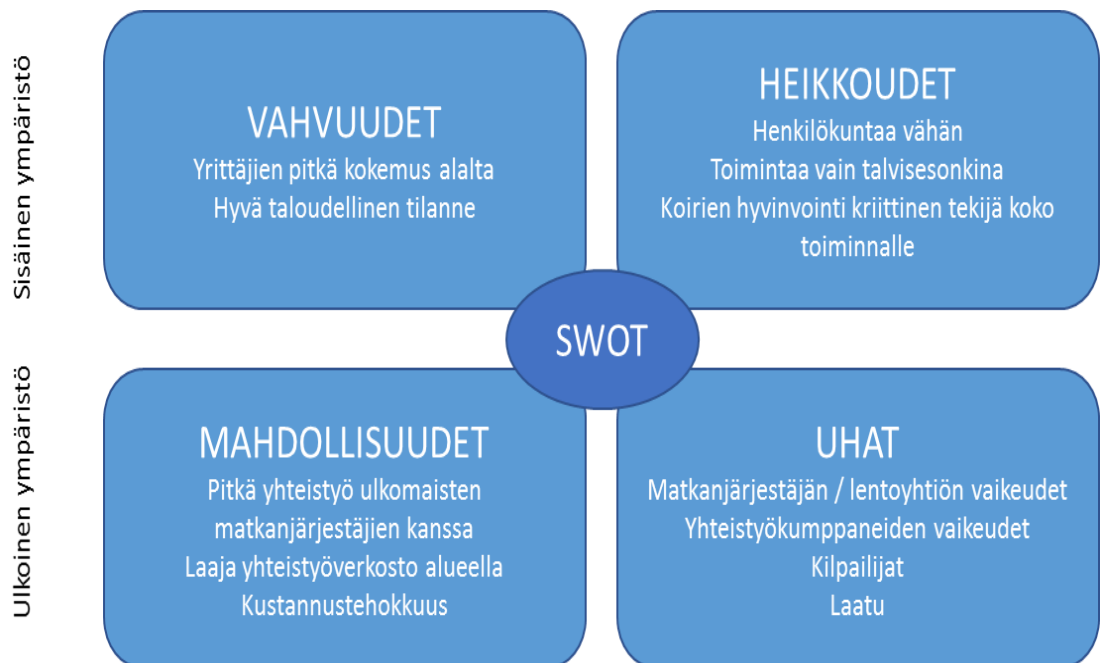 Sisäinen ympäristö
VAHVUUDET
Yrittäjien pitkä kokemus alalta
Hyvä taloudellinen tilanne
HEIKKOUDET
Henkilökuntaa vähän
Toimintaa vain talvisesonkina
Koirien hyvinvointi kriittinen tekijä koko
toiminnalle
SWOT
Ulkoinen ympäristö
MAHDOLLISUUDET
Pitkä yhteistyö ulkomaisten
matkanjärjestäjien kanssa
Laaja yhteistyöverkosto alueella
Kustannustehokkuus
UHAT
Matkanjärjestäjän / lentoyhtiön vaikeudet
Yhteistyökumppaneiden vaikeudet
Kilpailijat
Laatu